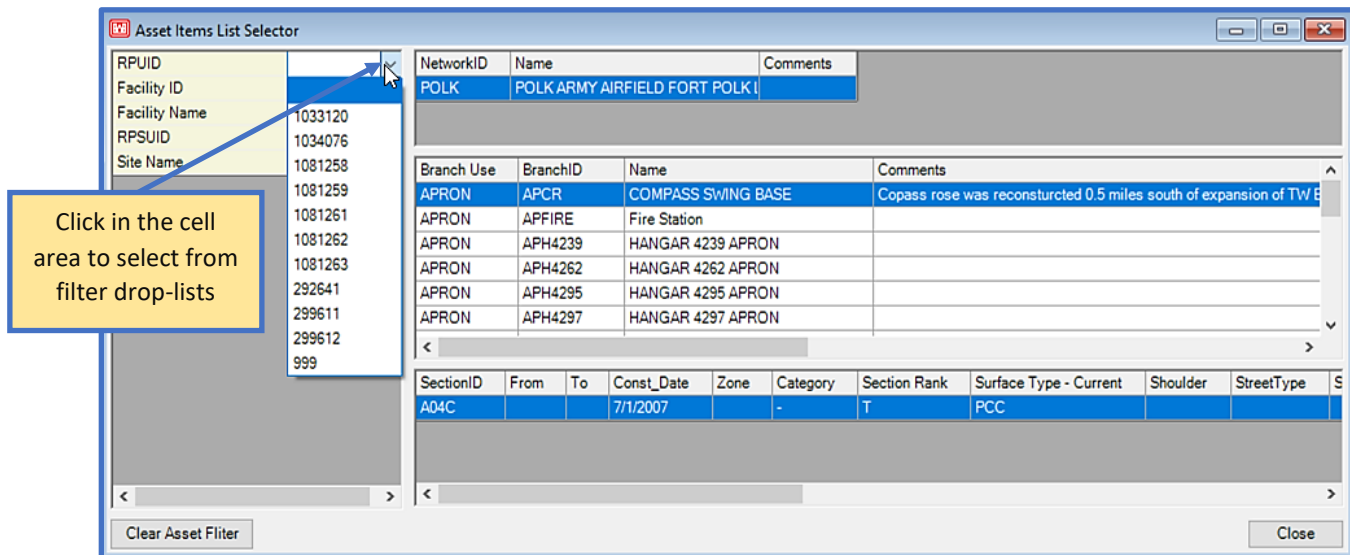 Asset Items List Selector
RPUID
Facility ID
Facility Name
RPSUID
Site Name
1033120
1034076
1081258
1081259
1081261
1081262
1081263
292641
299611
299612
999
Click in the cell
area to select from
filter drop-lists
Clear Asset Fliter
NetworkID Name Comments
POLK POLK ARMY AIRFIELD FORT POLK L
Branch Use BranchID Name Comments
APRON APCR COMPASS SWING BASE Copass rose was reconsturcted 0.5 miles south of expansion of TW E
APRON APFIRE Fire Station
APRON APH4239 HANGAR 4239 APRON
APRON APH4262 HANGAR 4262 APRON
APRON APH4295 HANGAR 4295 APRON
APRON APH4297 HANGAR 4297 APRON
SectionID From To Const_Date Zone Category Section Rank Surface Type - Current Shoulder StreetType S
A04C 7/1/2007 - T PCC
Close